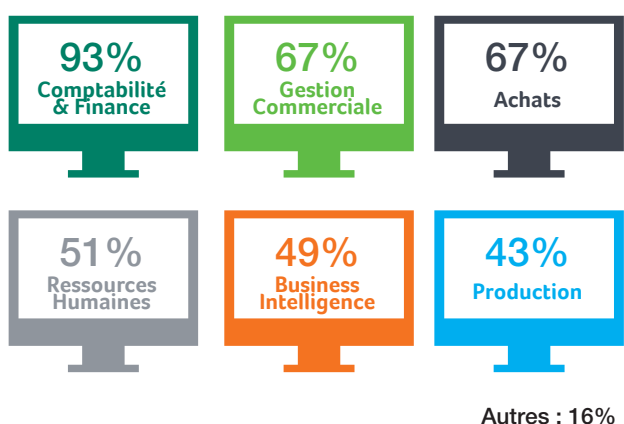 93%
Comptabilité
& Finance
67%
Gestion
Commerciale
67%
Achats
51%
Ressources
Humaines
49%
Business
Intelligence
43%
Production
Autres : 16%